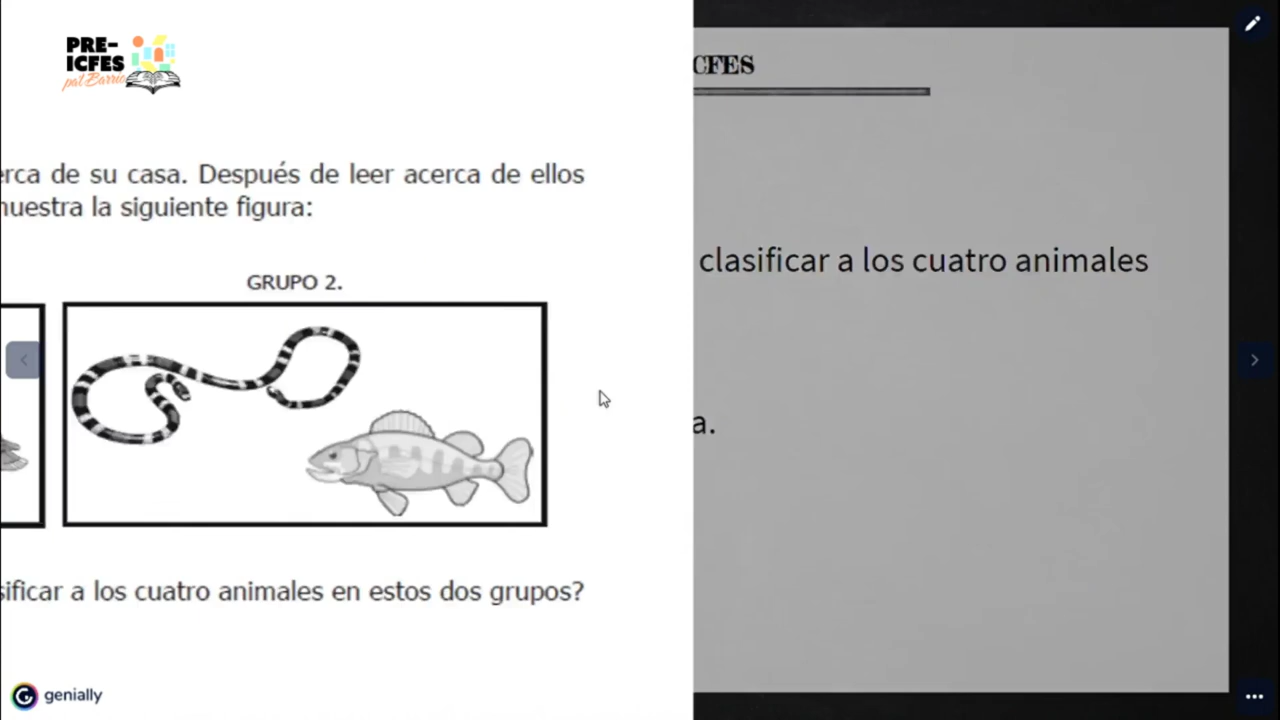 PRE-
ICFES
pal Barrio
CFES
erca de su casa. Después de leer acerca de ellos
nuestra la siguiente figura:
clasificar a los cuatro animales
GRUPO 2.
a.
sificar a los cuatro animales en estos dos grupos?
genially